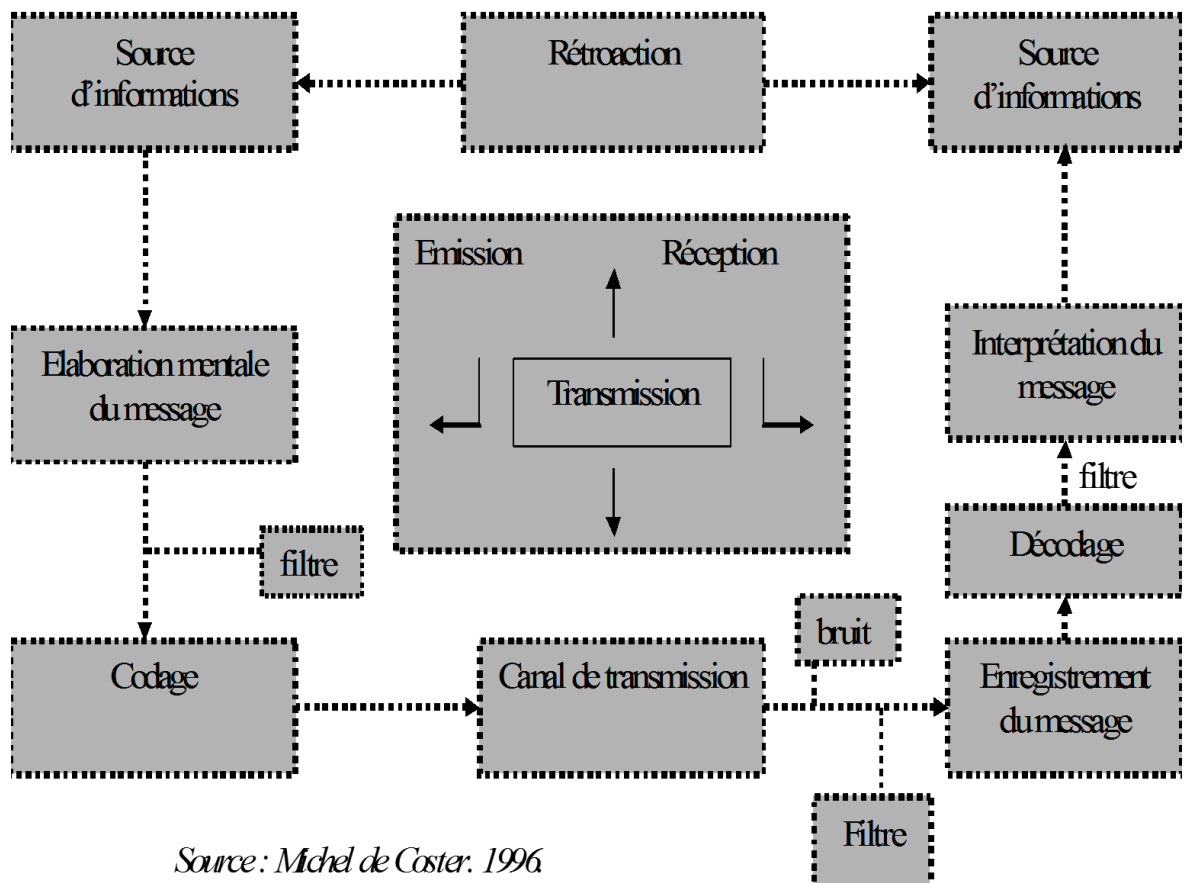 Source
d'informations
Rétroaction
Source
d'informations
Emission
Réception
Elaboration mentale
du message
Transmission
Interprétation du
message
filtre
filtre
Décodage
bruit
Codage
Canal de transmission
Enregistrement
du message
Filtre
Source : Michel de Coster. 1996.